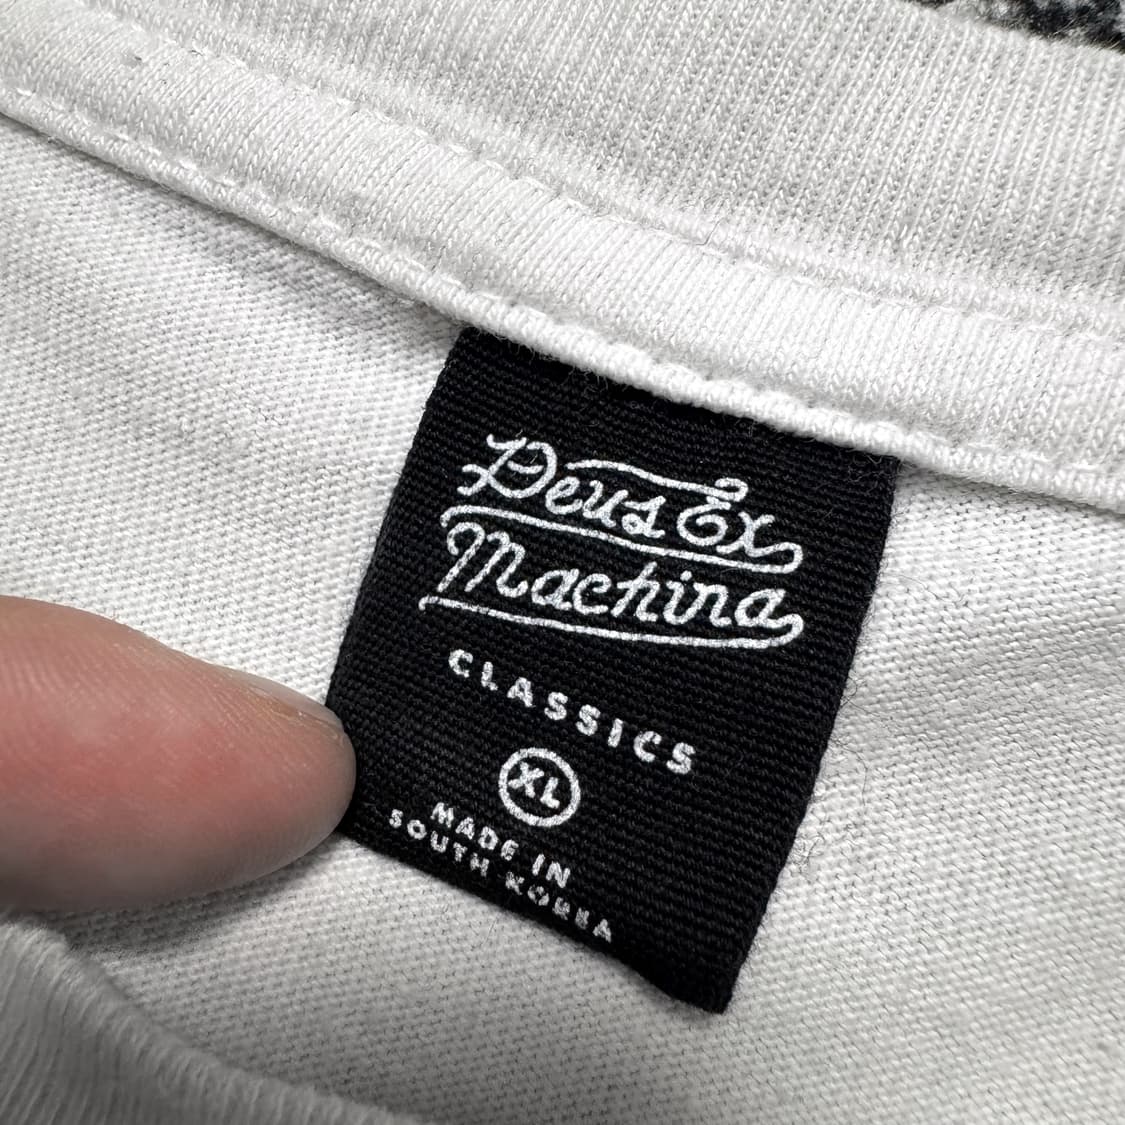 Deus Ex
Machina
CLASSICS
XL
MADE IN
SOUTH KOREA